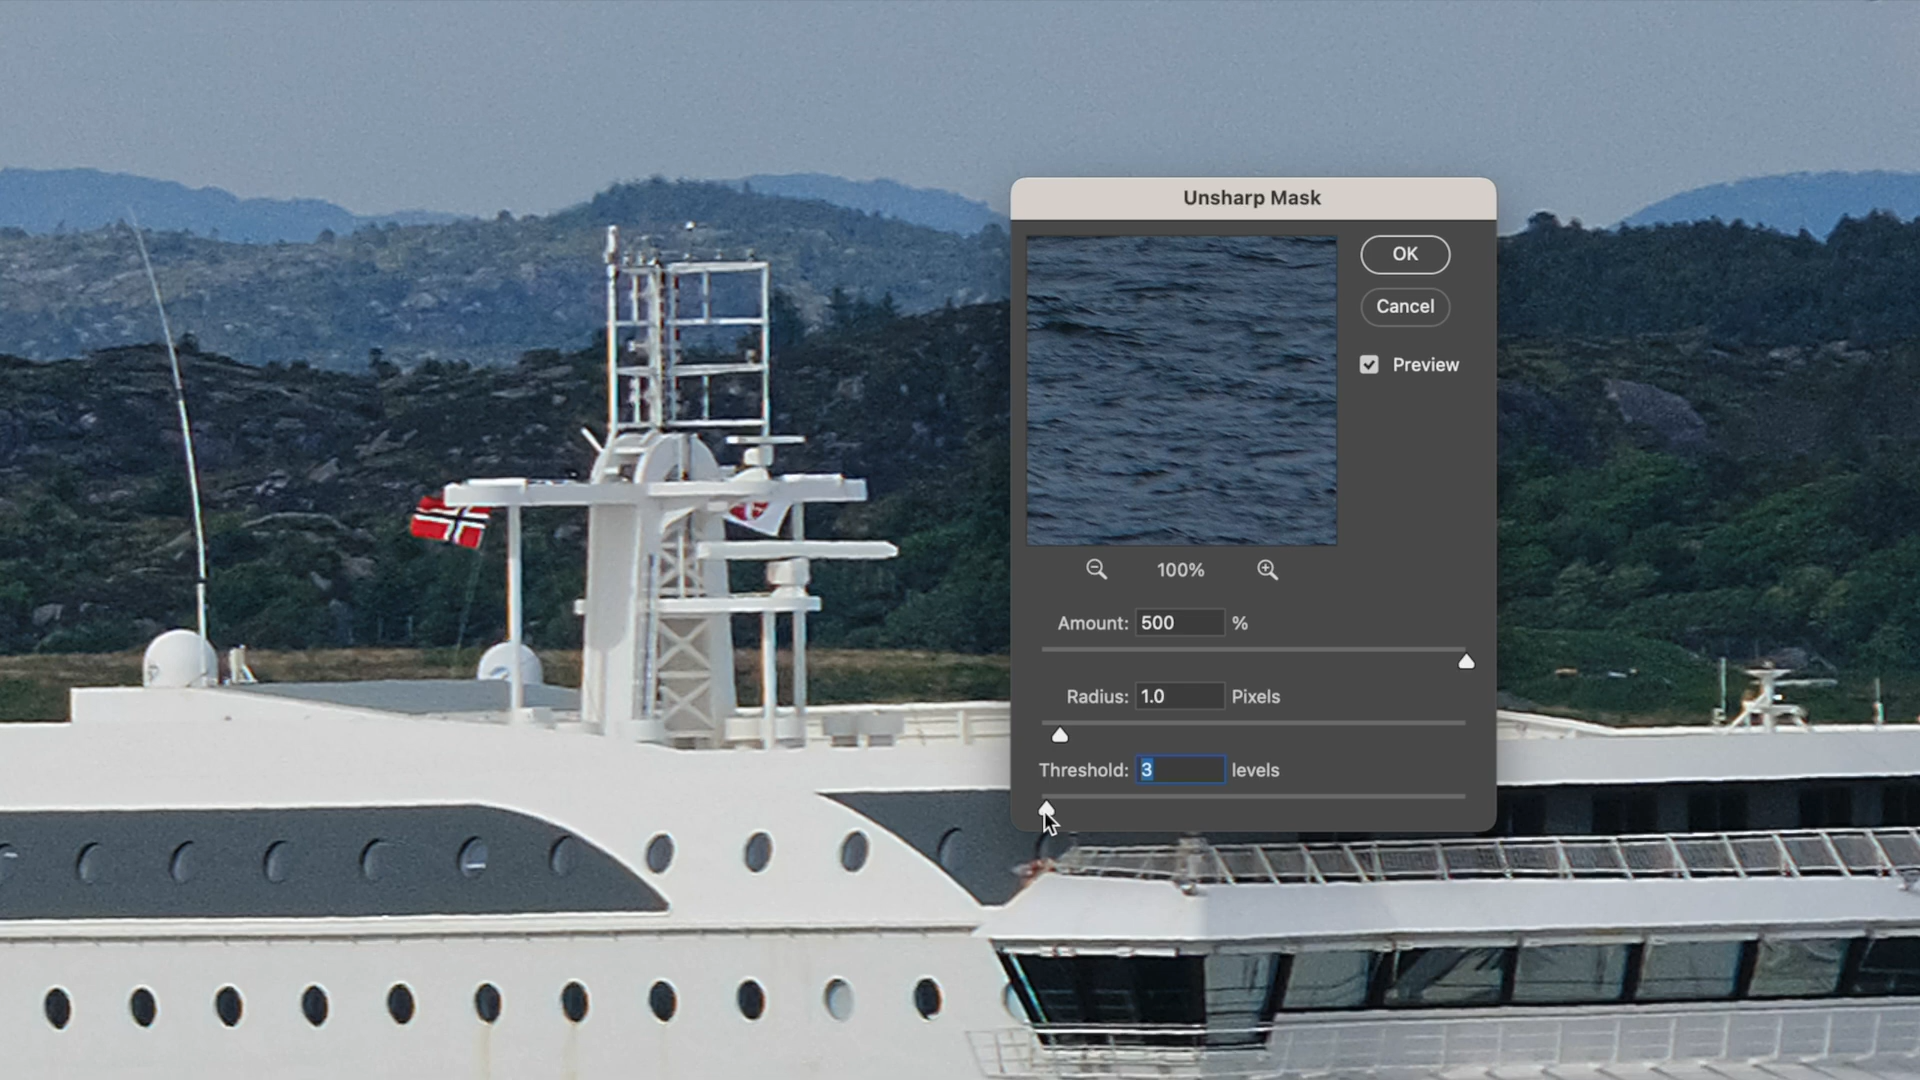 Unsharp Mask
OK
Cancel
Preview
100%
Amount: 500 %
Radius: 1.0 Pixels
Threshold: 3 levels